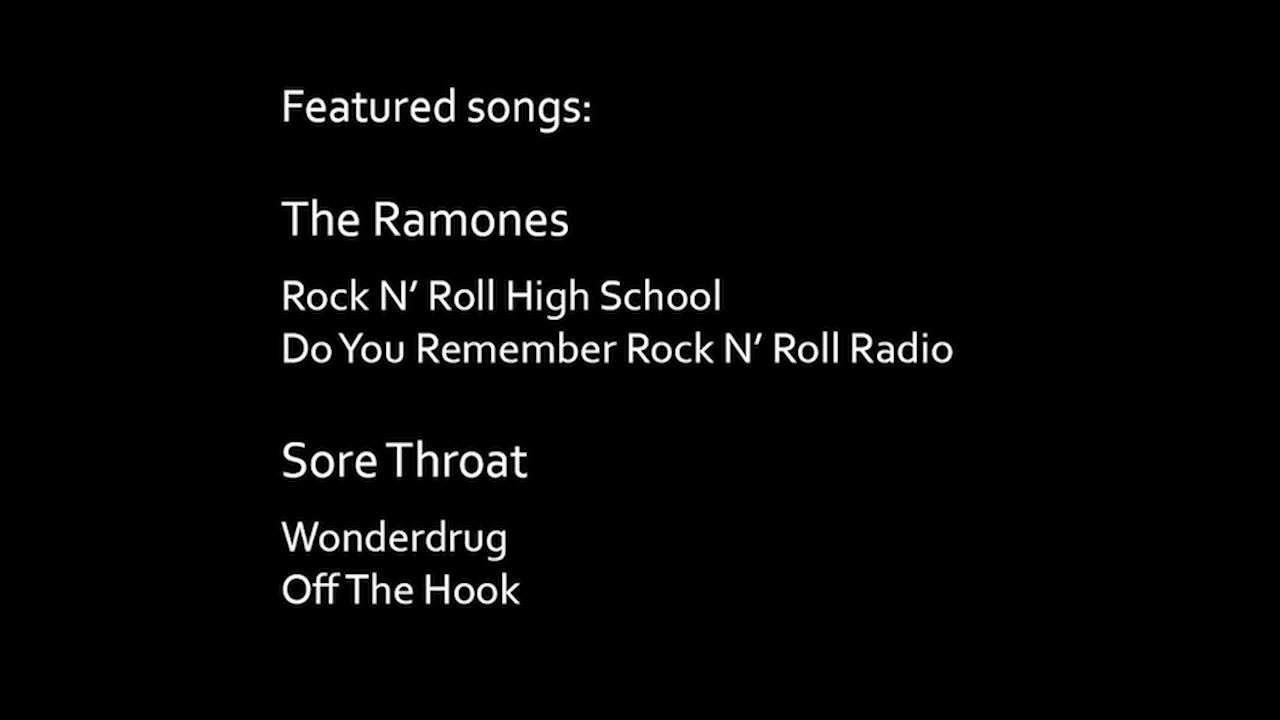 Featured songs:
The Ramones
Rock N’ Roll High School
Do You Remember Rock N’ Roll Radio
Sore Throat
Wonderdrug
Off The Hook